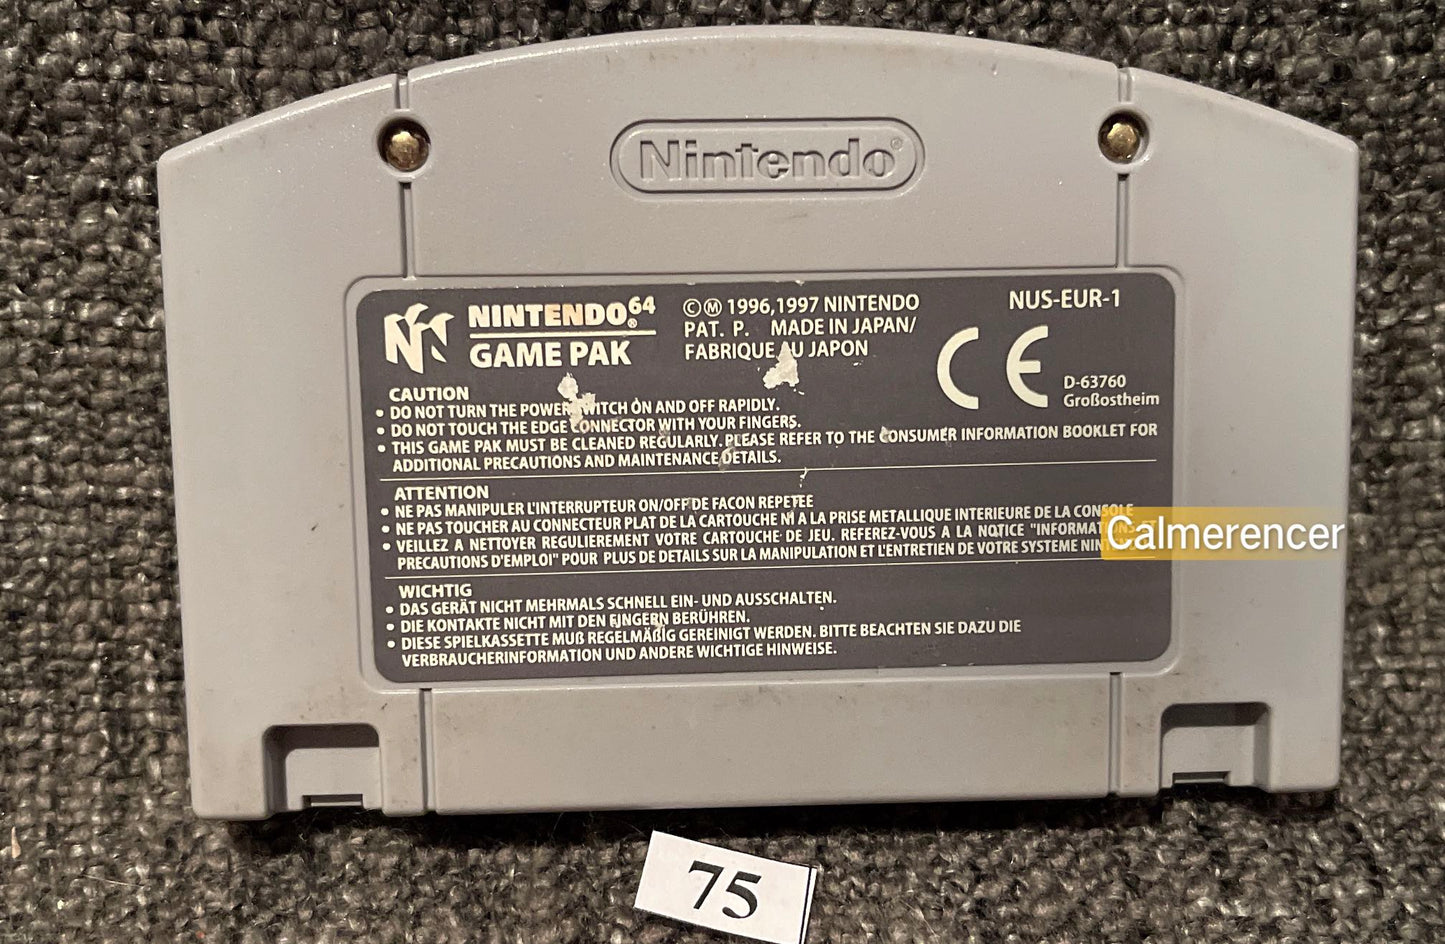 Nintendo®
NINTENDO64®
GAME PAK
©Ⓜ 1996,1997 NINTENDO
PAT. P. MADE IN JAPAN/
FABRIQUE AU JAPON
NUS-EUR-1
CE
D-63760
Großostheim
CAUTION
• DO NOT TURN THE POWER SWITCH ON AND OFF RAPIDLY.
• DO NOT TOUCH THE EDGE CONNECTOR WITH YOUR FINGERS.
• THIS GAME PAK MUST BE CLEANED REGULARLY. PLEASE REFER TO THE CONSUMER INFORMATION BOOKLET FOR
ADDITIONAL PRECAUTIONS AND MAINTENANCE DETAILS.
ATTENTION
• NE PAS MANIPULER L'INTERRUPTEUR ON/OFF DE FACON REPETEE
• NE PAS TOUCHER AU CONNECTEUR PLAT DE LA CARTOUCHE NI A LA PRISE METALLIQUE INTERIEURE DE LA CONSOLE
• VEILLEZ A NETTOYER REGULIEREMENT VOTRE CARTOUCHE DE JEU. REFEREZ-VOUS A LA NOTICE "INFORMATIONS ET
PRECAUTIONS D'EMPLOI" POUR PLUS DE DETAILS SUR LA MANIPULATION ET L'ENTRETIEN DE VOTRE SYSTEME
Calmerencer
WICHTIG
• DAS GERÄT NICHT MEHRMALS SCHNELL EIN- UND AUSSCHALTEN.
• DIE KONTAKTE NICHT MIT DEN FINGERN BERÜHREN.
• DIESE SPIELKASSETTE MUß REGELMÄßIG GEREINIGT WERDEN. BITTE BEACHTEN SIE DAZU DIE
VERBRAUCHERINFORMATION UND ANDERE WICHTIGE HINWEISE.
75